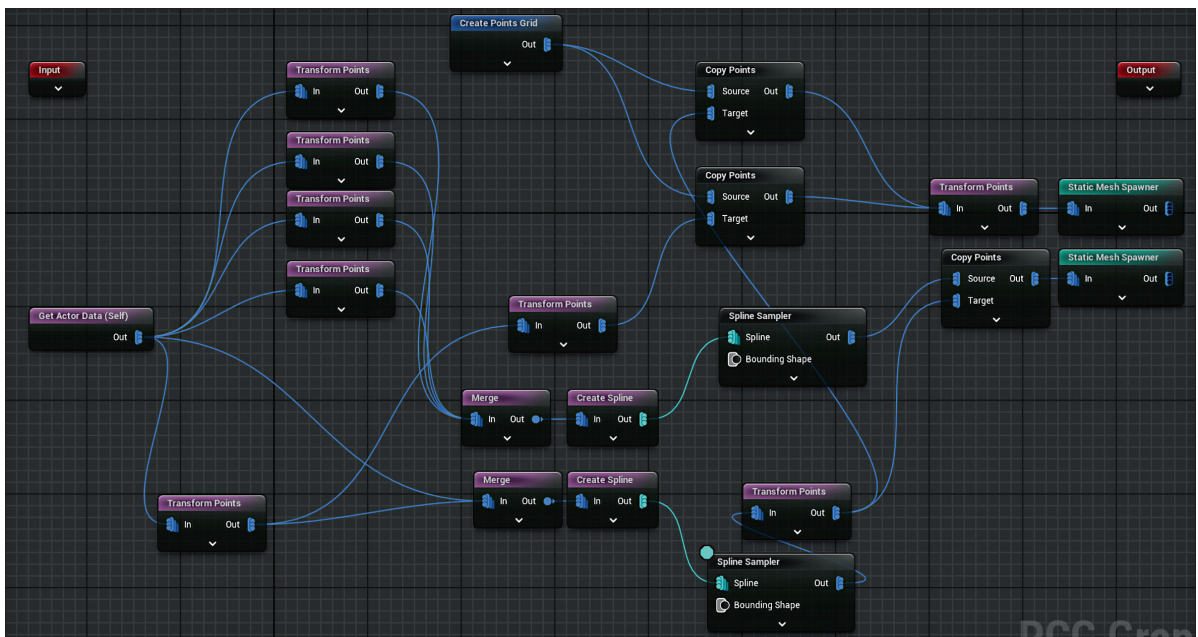 Create Points Grid
Out
Input
Transform Points
In Out
Copy Points
Source Out
Target
Output
Transform Points
In Out
Copy Points
Source Out
Target
Transform Points
In Out
Transform Points
In Out
Static Mesh Spawner
In Out
Transform Points
In Out
Copy Points
Source Out
Target
Static Mesh Spawner
In Out
Get Actor Data (Self)
Out
Transform Points
In Out
Spline Sampler
Spline Out
Bounding Shape
Merge
In Out
Create Spline
In Out
Merge
In Out
Create Spline
In Out
Transform Points
In Out
Transform Points
In Out
Spline Sampler
Spline Out
Bounding Shape